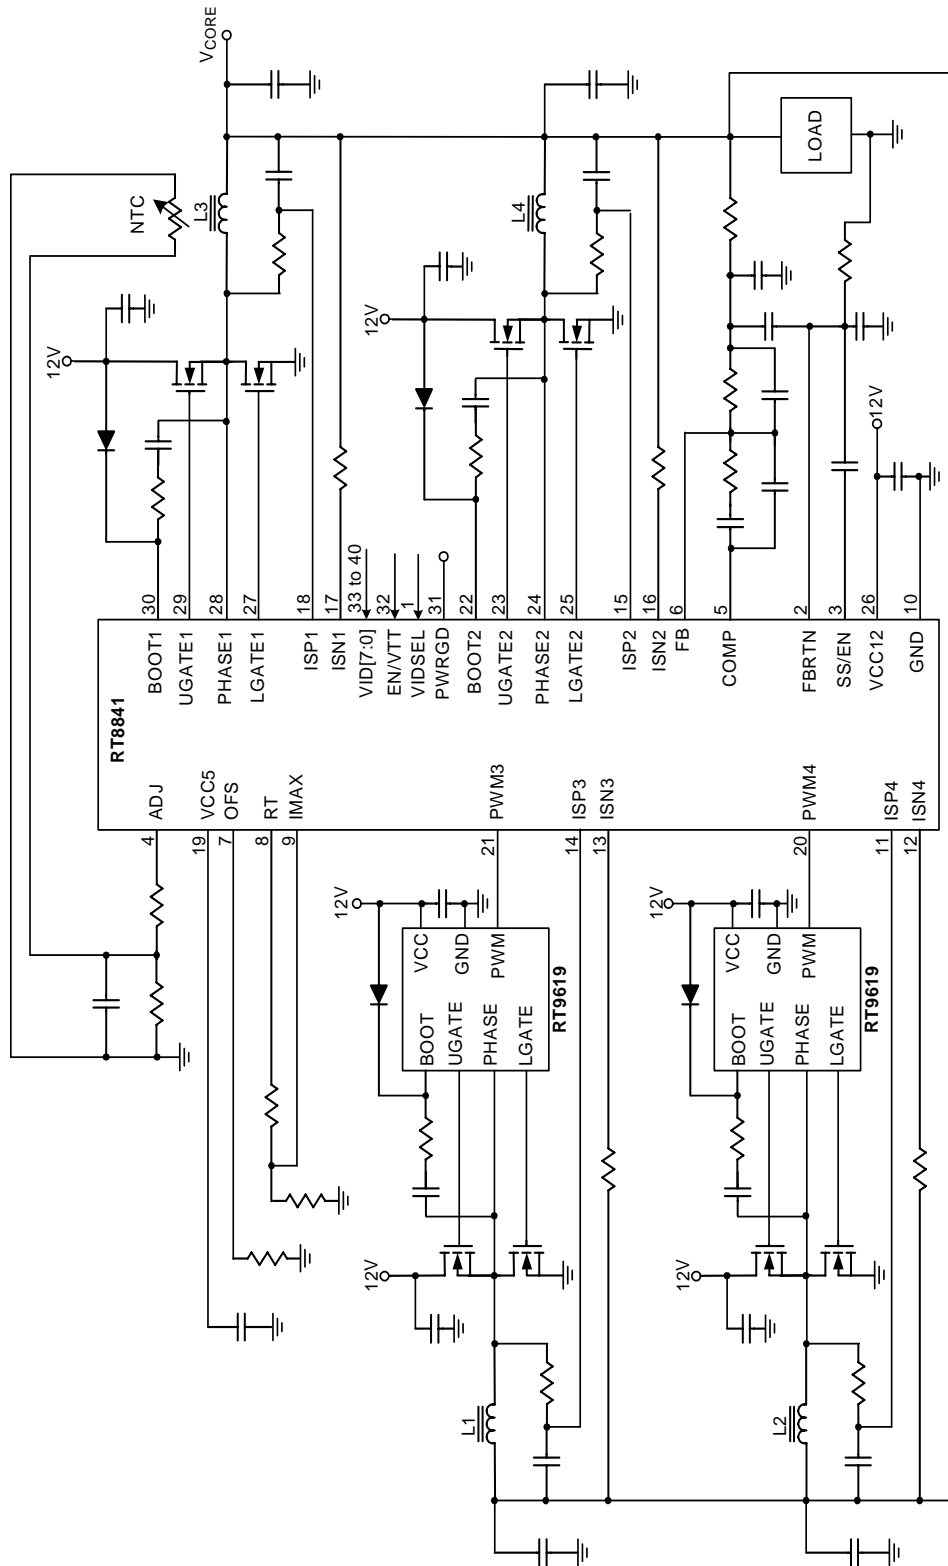 NTC
VCORE
12V
L3
12V
L4
LOAD
12V
30
29
28
27
18
17
33 to 40
32
1
31
22
23
24
25
15
16
6
5
2
3
26
10
BOOT1
UGATE1
PHASE1
LGATE1
ISP1
ISN1
VID[7:0]
EN/VTT
VIDSEL
PWRGD
BOOT2
UGATE2
PHASE2
LGATE2
ISP2
ISN2
FB
COMP
FBRTN
SS/EN
VCC12
GND
RT8841
ADJ
VCC5
OFS
RT
IMAX
PWM3
ISP3
ISN3
PWM4
ISP4
ISN4
4
19
7
8
9
21
14
13
20
11
12
12V
VCC
GND
PWM
BOOT
UGATE
PHASE
LGATE
RT9619
12V
L1
12V
VCC
GND
PWM
BOOT
UGATE
PHASE
LGATE
RT9619
12V
L2